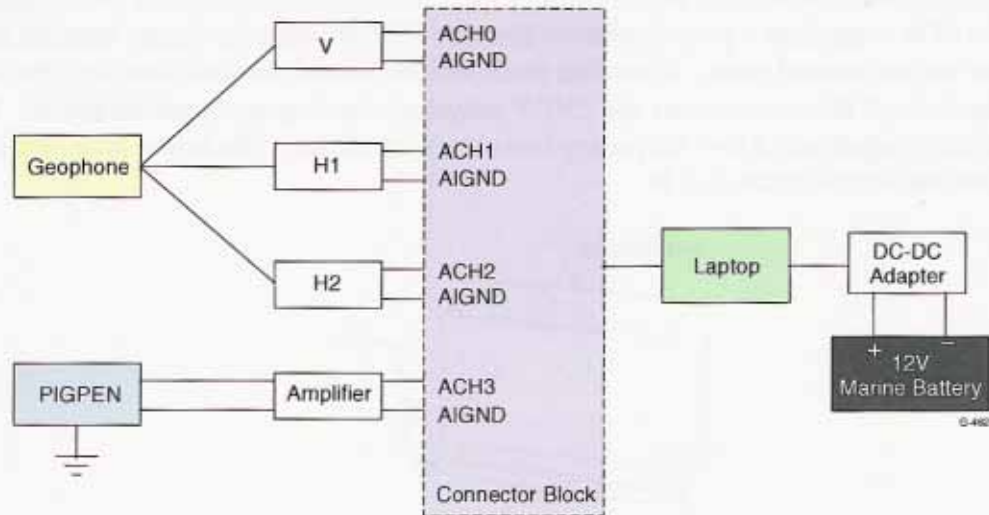 V
ACH0
AIGND
Geophone
H1
ACH1
AIGND
H2
ACH2
AIGND
Laptop
DC-DC
Adapter
+ −
12V
Marine Battery
PIGPEN
Amplifier
ACH3
AIGND
Connector Block